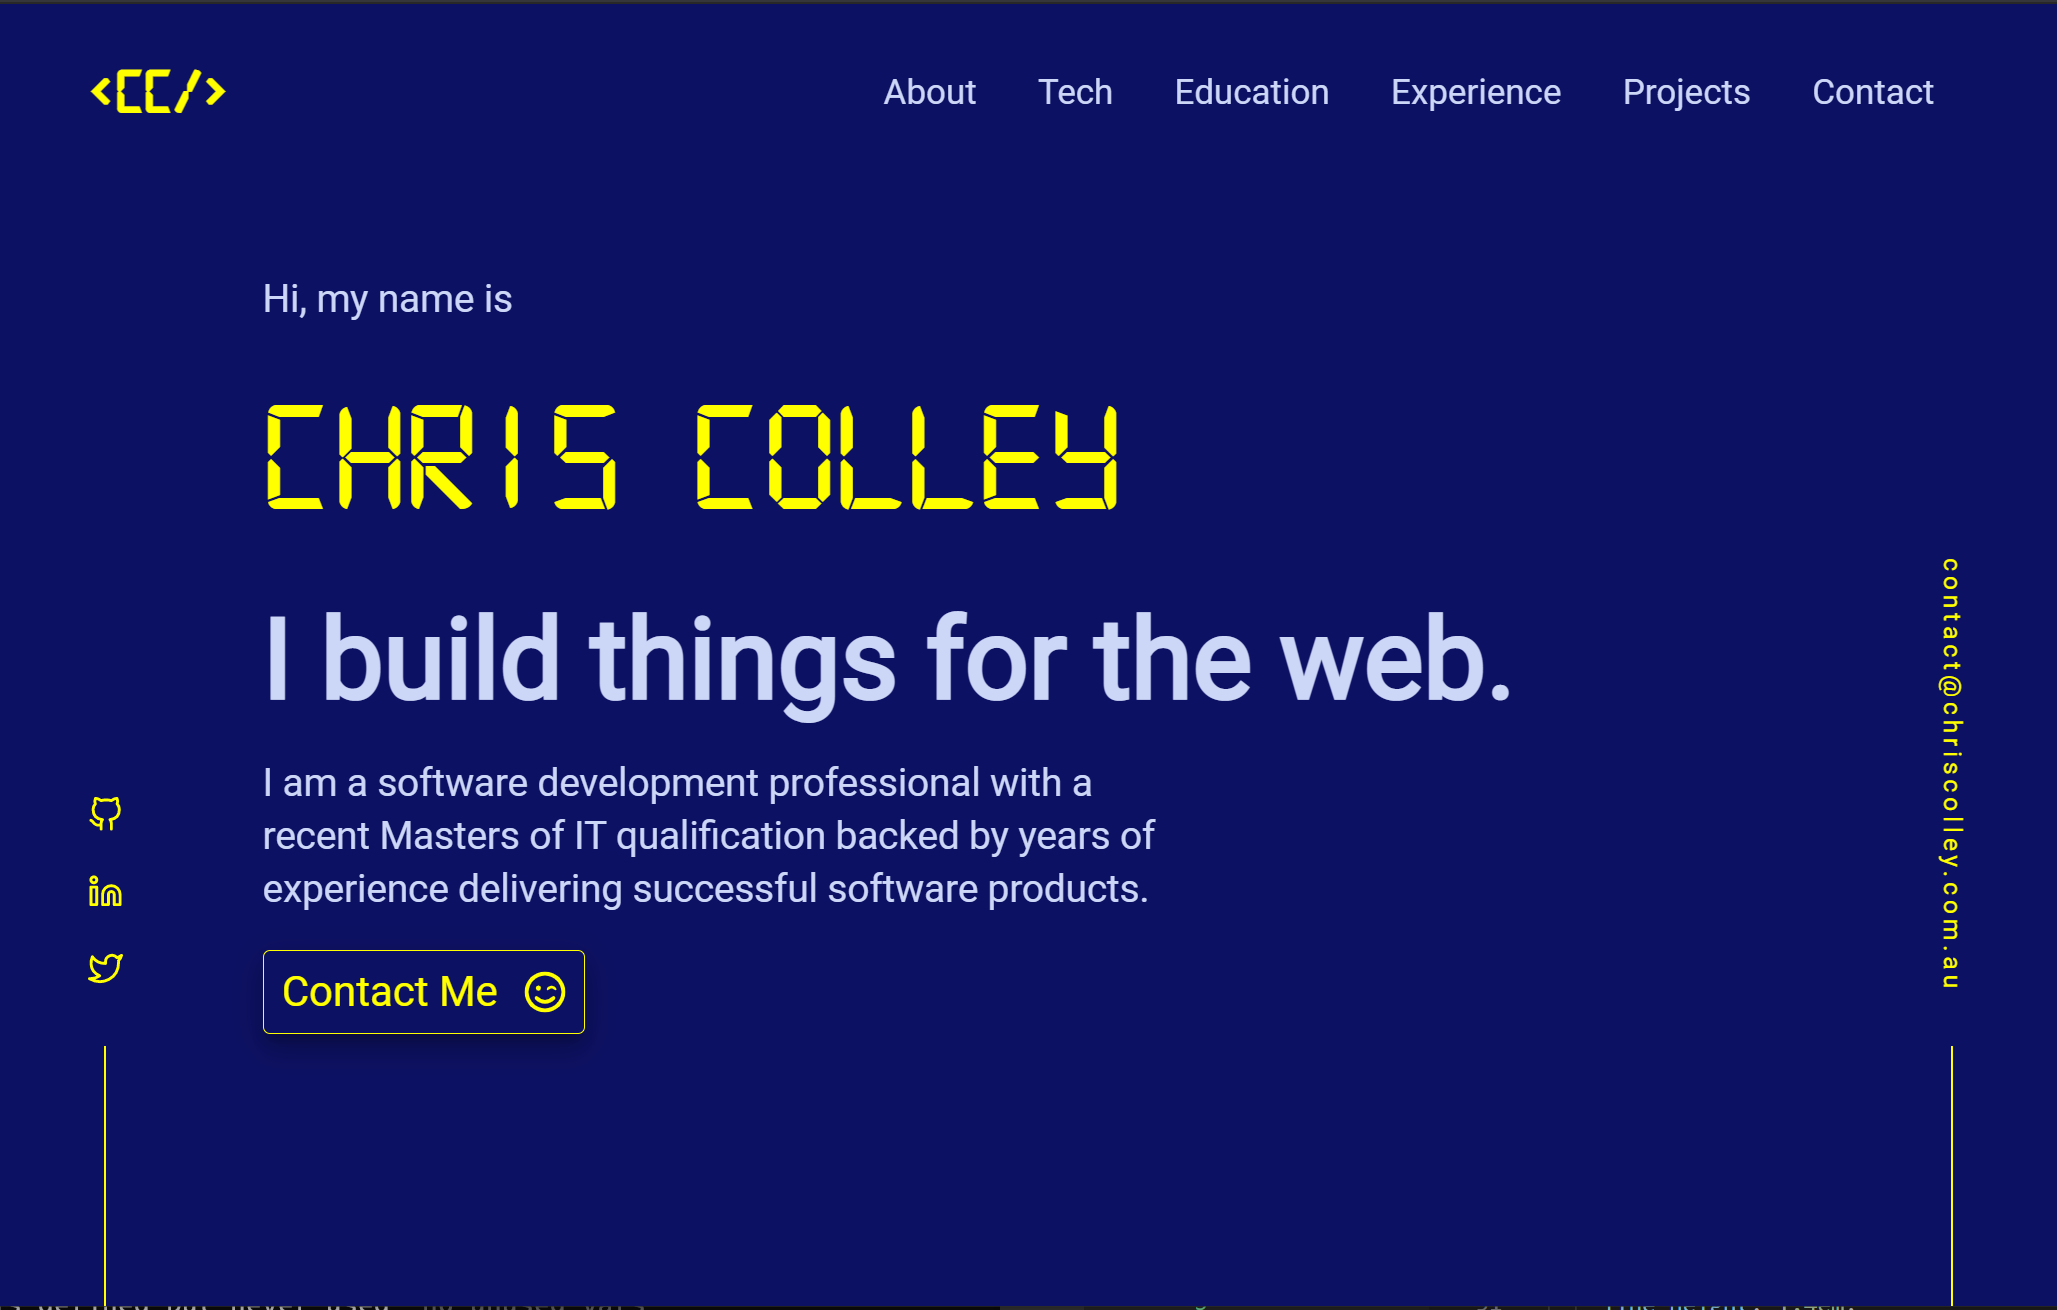 <CC/>
About Tech Education Experience Projects Contact
Hi, my name is
CHRIS COLLEY
I build things for the web.
I am a software development professional with a
recent Masters of IT qualification backed by years of
experience delivering successful software products.
Contact Me
contact@chriscolley.com.au